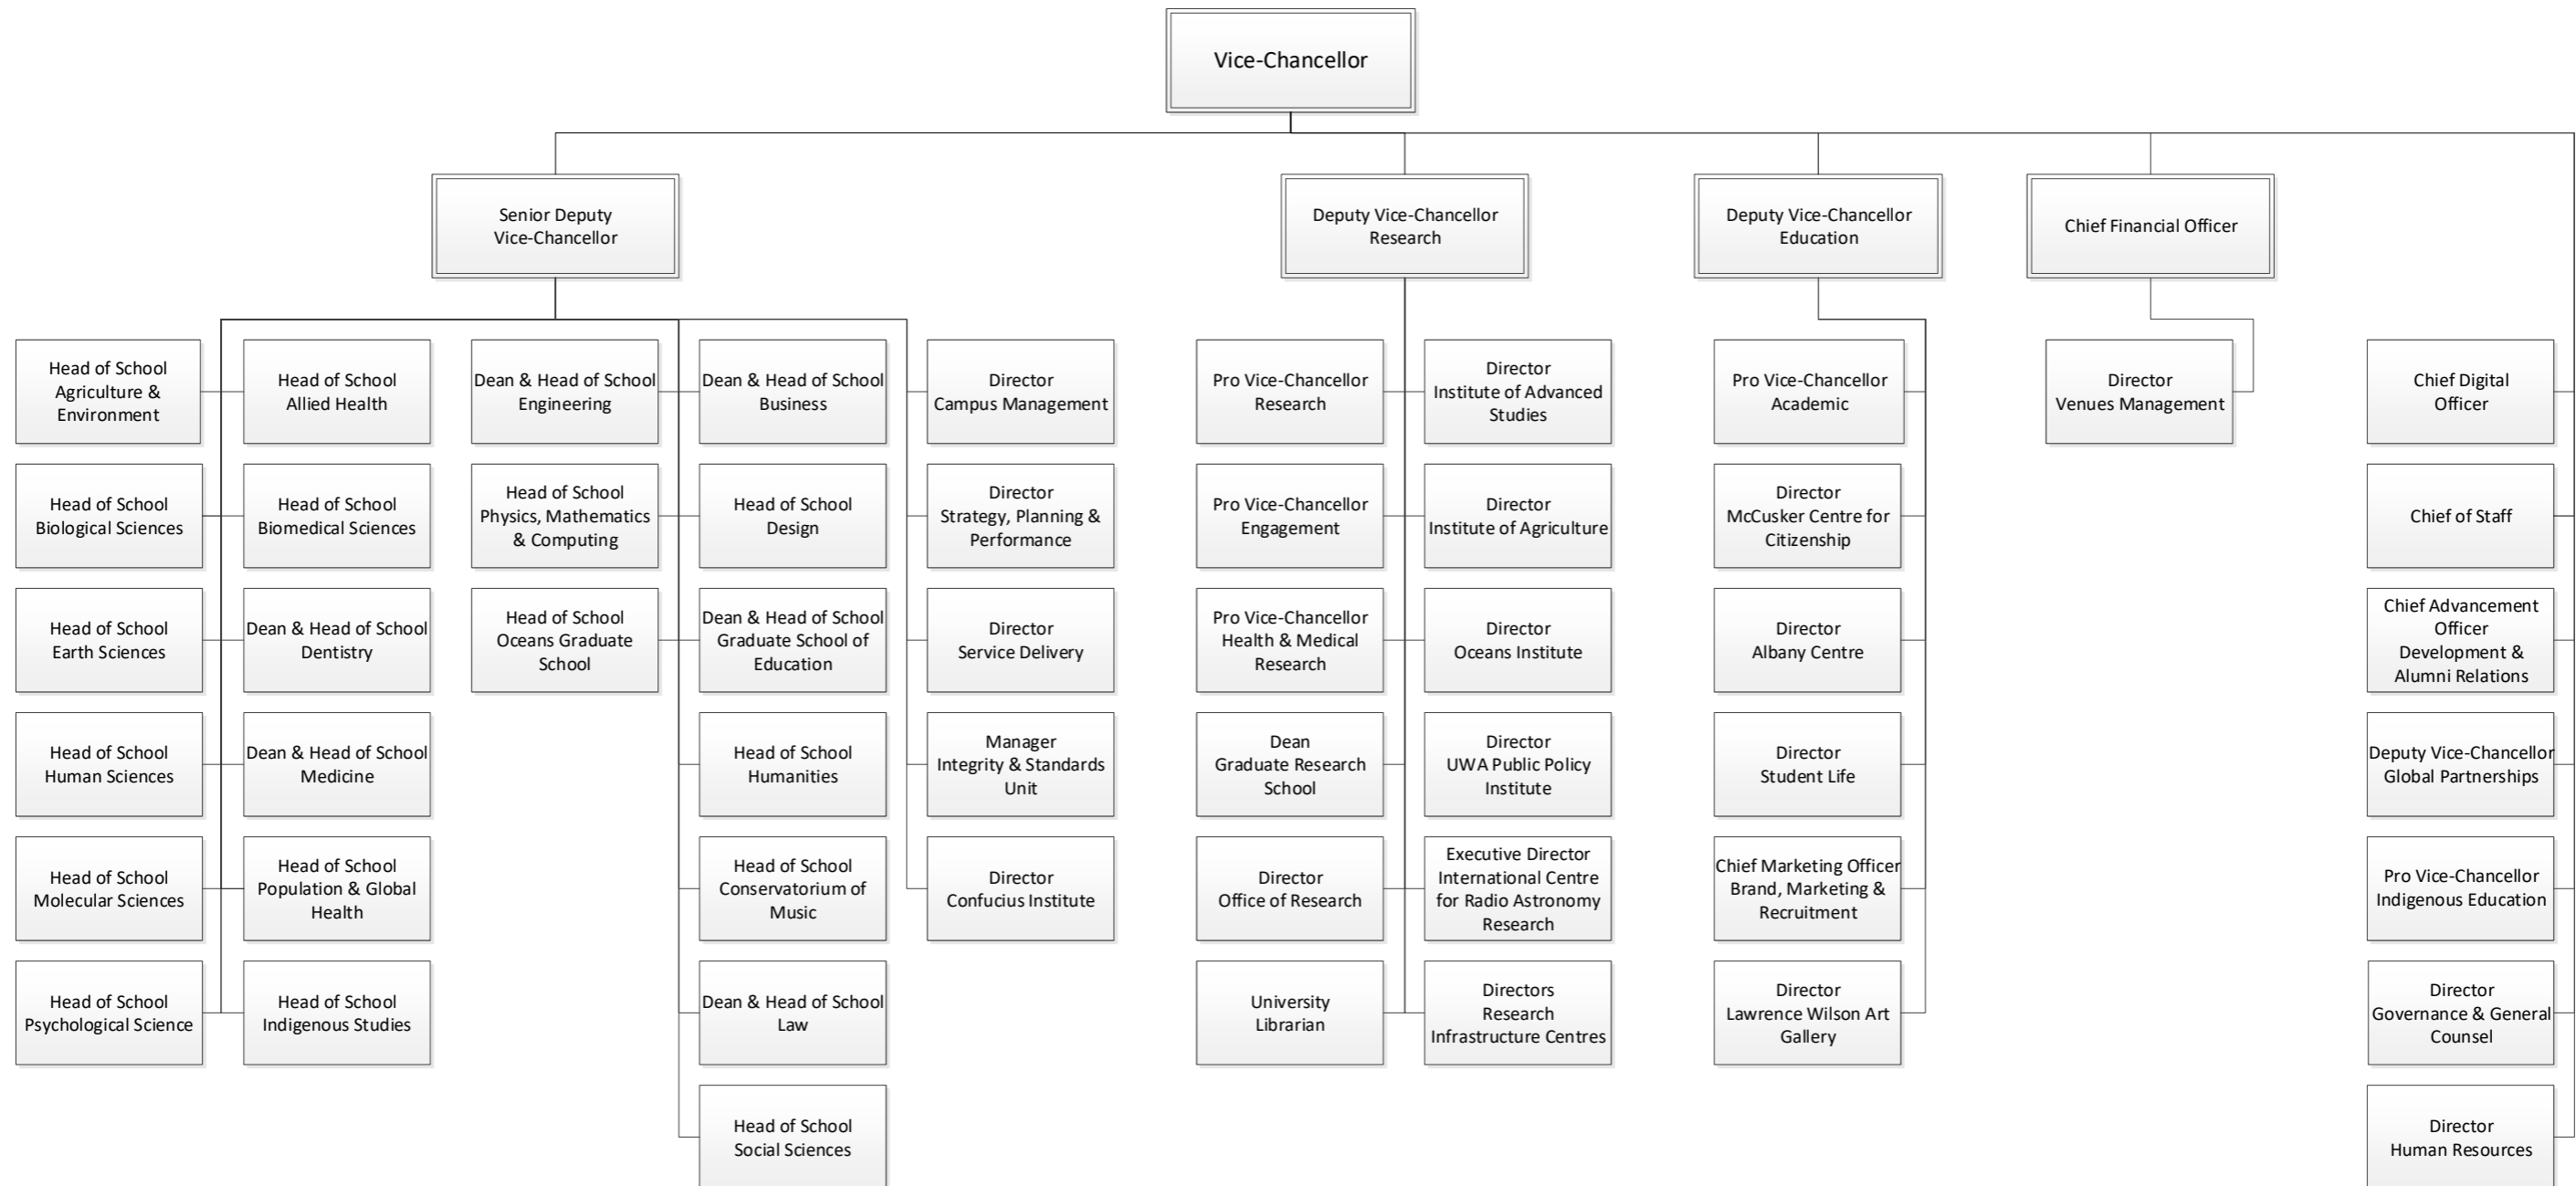 Vice-Chancellor
Senior Deputy
Vice-Chancellor
Deputy Vice-Chancellor
Research
Deputy Vice-Chancellor
Education
Chief Financial Officer
Head of School
Agriculture &
Environment
Head of School
Biological Sciences
Head of School
Earth Sciences
Head of School
Human Sciences
Head of School
Molecular Sciences
Head of School
Psychological Science
Head of School
Allied Health
Head of School
Biomedical Sciences
Dean & Head of School
Dentistry
Dean & Head of School
Medicine
Head of School
Population & Global
Health
Head of School
Indigenous Studies
Dean & Head of School
Engineering
Head of School
Physics, Mathematics
& Computing
Head of School
Oceans Graduate
School
Dean & Head of School
Business
Head of School
Design
Dean & Head of School
Graduate School of
Education
Head of School
Humanities
Head of School
Conservatorium of
Music
Dean & Head of School
Law
Head of School
Social Sciences
Director
Campus Management
Director
Strategy, Planning &
Performance
Director
Service Delivery
Manager
Integrity & Standards
Unit
Director
Confucius Institute
Pro Vice-Chancellor
Research
Pro Vice-Chancellor
Engagement
Pro Vice-Chancellor
Health & Medical
Research
Dean
Graduate Research
School
Director
Office of Research
University
Librarian
Director
Institute of Advanced
Studies
Director
Institute of Agriculture
Director
Oceans Institute
Director
UWA Public Policy
Institute
Executive Director
International Centre
for Radio Astronomy
Research
Directors
Research
Infrastructure Centres
Pro Vice-Chancellor
Academic
Director
McCusker Centre for
Citizenship
Director
Albany Centre
Director
Student Life
Chief Marketing Officer
Brand, Marketing &
Recruitment
Director
Lawrence Wilson Art
Gallery
Director
Venues Management
Chief Digital
Officer
Chief of Staff
Chief Advancement
Officer
Development &
Alumni Relations
Deputy Vice-Chancellor
Global Partnerships
Pro Vice-Chancellor
Indigenous Education
Director
Governance & General
Counsel
Director
Human Resources